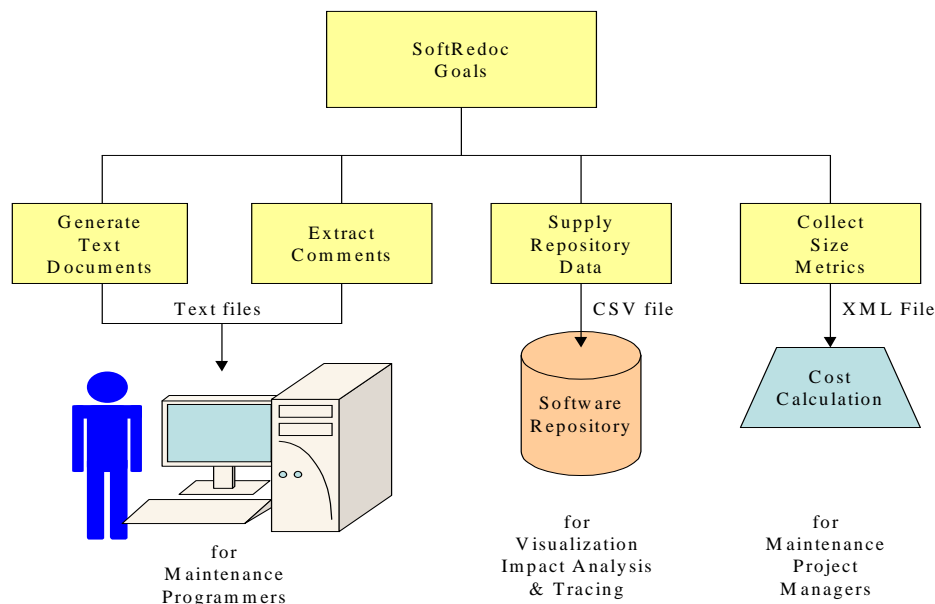 SoftRedoc
Goals
Generate
Text
Documents
Extract
Comments
Supply
Repository
Data
Collect
Size
Metrics
Text files
CSV file
XML File
Software
Repository
Cost
Calculation
for
Maintenance
Programmers
for
Visualization
Impact Analysis
& Tracing
for
Maintenance
Project
Managers